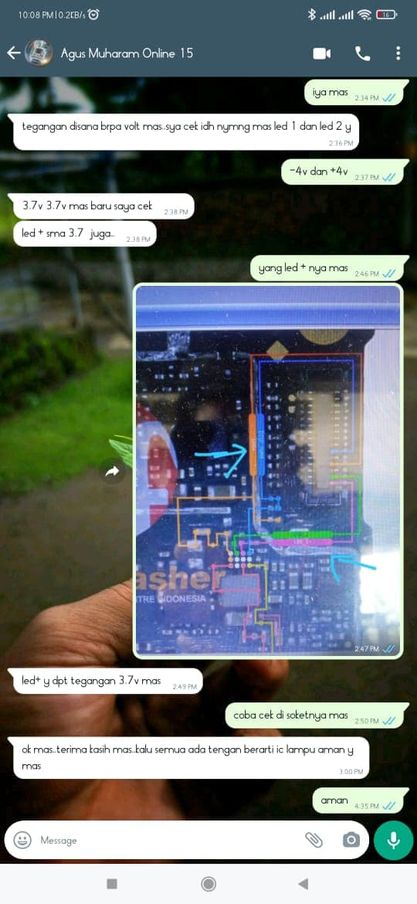 10:08 PM | 0.2KB/s
16
Agus Muharam Online 15
iya mas 2:34 PM
tegangan disana brpa volt mas..sya cet idh nymng mas led 1 dan led 2 y
2:36 PM
-4v dan +4v 2:37 PM
3.7v 3.7v mas baru saya cek 2:38 PM
led + sma 3.7 juga.. 2:38 PM
yang led + nya mas 2:46 PM
asher
TRE INDONESIA
2:47 PM
led+ y dpt tegangan 3.7v mas 2:49 PM
coba cek di soketnya mas 2:50 PM
ok mas..terima kasih mas..kalu semua ada tengan berarti ic lampu aman y
mas 3:00 PM
aman 4:35 PM
Message